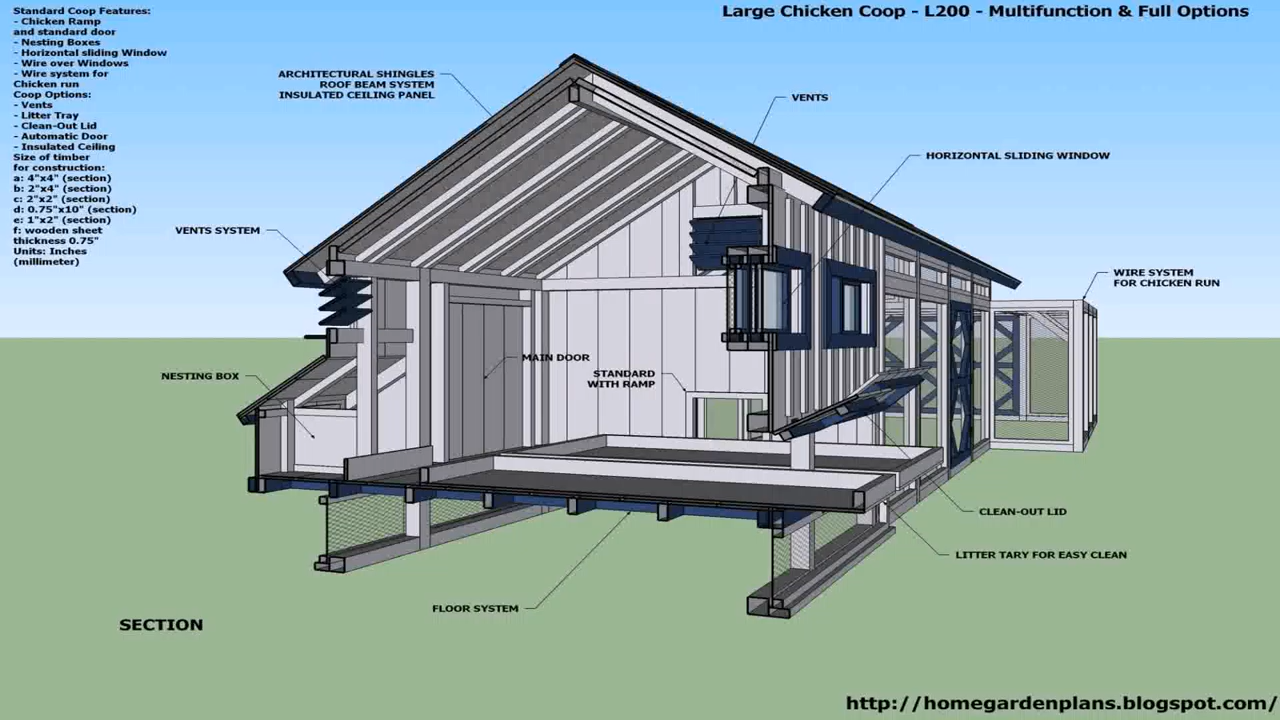 Large Chicken Coop - L200 - Multifunction & Full Options
Standard Coop Features:
- Chicken Ramp
and standard door
- Nesting Boxes
- Horizontal sliding Window
- Wire over Windows
- Wire system for
Chicken run
Coop Options:
- Vents
- Litter Tray
- Clean-Out Lid
- Automatic Door
- Insulated Ceiling
Size of timber
for construction:
a: 4"x4" (section)
b: 2"x4" (section)
c: 2"x2" (section)
d: 0.75"x10" (section)
e: 1"x2" (section)
f: wooden sheet
thickness 0.75"
Units: Inches
(millimeter)
ARCHITECTURAL SHINGLES
ROOF BEAM SYSTEM
INSULATED CEILING PANEL
VENTS
HORIZONTAL SLIDING WINDOW
VENTS SYSTEM
WIRE SYSTEM
FOR CHICKEN RUN
MAIN DOOR
NESTING BOX
STANDARD
WITH RAMP
CLEAN-OUT LID
LITTER TARY FOR EASY CLEAN
FLOOR SYSTEM
SECTION
http://homegardenplans.blogspot.com/